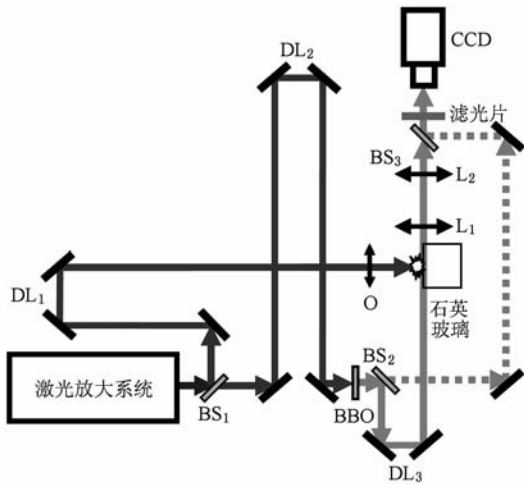 CCD
DL₂
滤光片
BS₃
L₂
L₁
DL₁
O
石英
玻璃
激光放大系统
BS₁
BBO
BS₂
DL₃